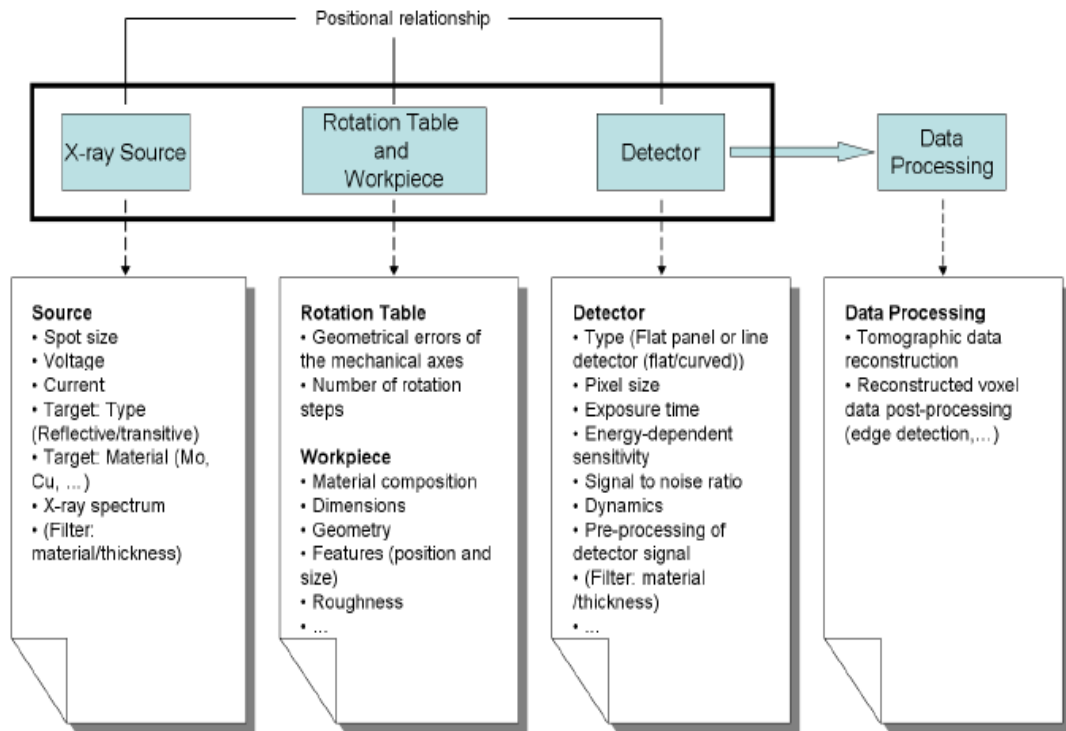 Positional relationship
X-ray Source
Rotation Table
and
Workpiece
Detector
Data
Processing
Source
• Spot size
• Voltage
• Current
• Target: Type
(Reflective/transitive)
• Target: Material (Mo,
Cu, ...)
• X-ray spectrum
• (Filter:
material/thickness)
Rotation Table
• Geometrical errors of
the mechanical axes
• Number of rotation
steps
Workpiece
• Material composition
• Dimensions
• Geometry
• Features (position and
size)
• Roughness
• ...
Detector
• Type (Flat panel or line
detector (flat/curved))
• Pixel size
• Exposure time
• Energy-dependent
sensitivity
• Signal to noise ratio
• Dynamics
• Pre-processing of
detector signal
• (Filter: material
/thickness)
• ...
Data Processing
• Tomographic data
reconstruction
• Reconstructed voxel
data post-processing
(edge detection,...)